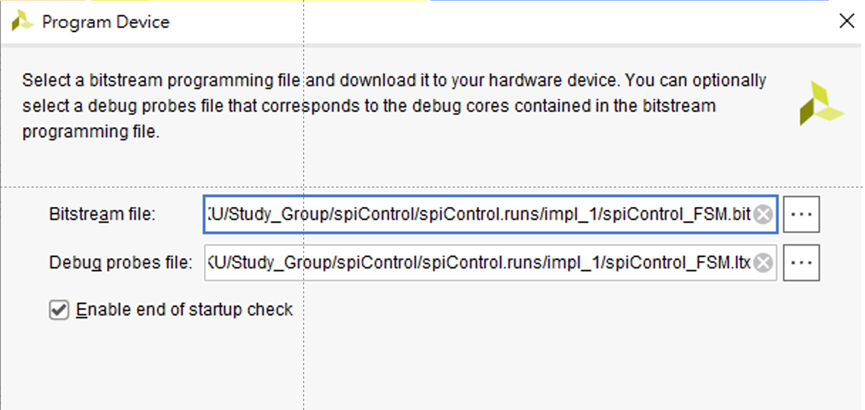 Program Device
Select a bitstream programming file and download it to your hardware device. You can optionally
select a debug probes file that corresponds to the debug cores contained in the bitstream
programming file.
Bitstream file: KU/Study_Group/spiControl/spiControl.runs/impl_1/spiControl_FSM.bit ...
Debug probes file: KU/Study_Group/spiControl/spiControl.runs/impl_1/spiControl_FSM.ltx ...
Enable end of startup check